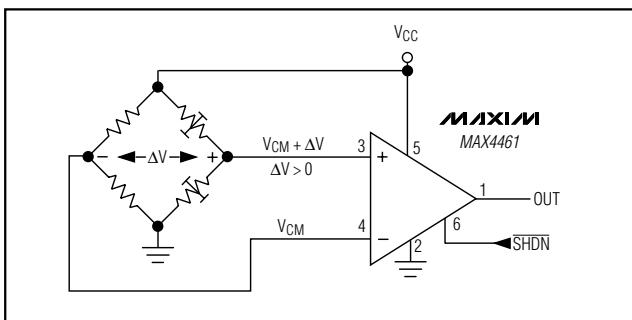 VCC
MAXIM
MAX4461
VCM + ΔV
ΔV > 0
3
+
5
- ΔV +
1
OUT
6
SHDN
VCM
4
−
2